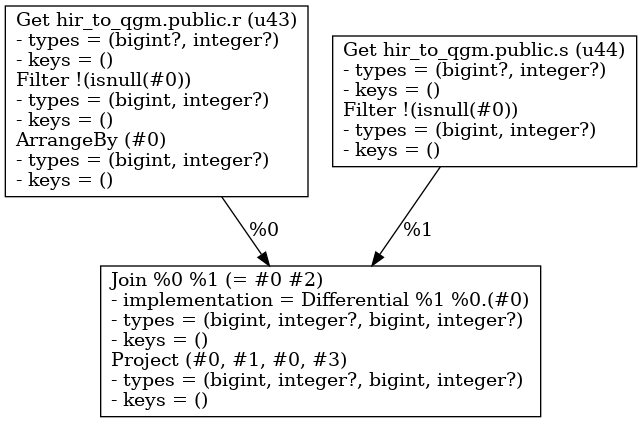 Get hir_to_qgm.public.r (u43)
- types = (bigint?, integer?)
- keys = ()
Filter !(isnull(#0))
- types = (bigint, integer?)
- keys = ()
ArrangeBy (#0)
- types = (bigint, integer?)
- keys = ()
Get hir_to_qgm.public.s (u44)
- types = (bigint?, integer?)
- keys = ()
Filter !(isnull(#0))
- types = (bigint, integer?)
- keys = ()
%0
%1
Join %0 %1 (= #0 #2)
- implementation = Differential %1 %0.(#0)
- types = (bigint, integer?, bigint, integer?)
- keys = ()
Project (#0, #1, #0, #3)
- types = (bigint, integer?, bigint, integer?)
- keys = ()